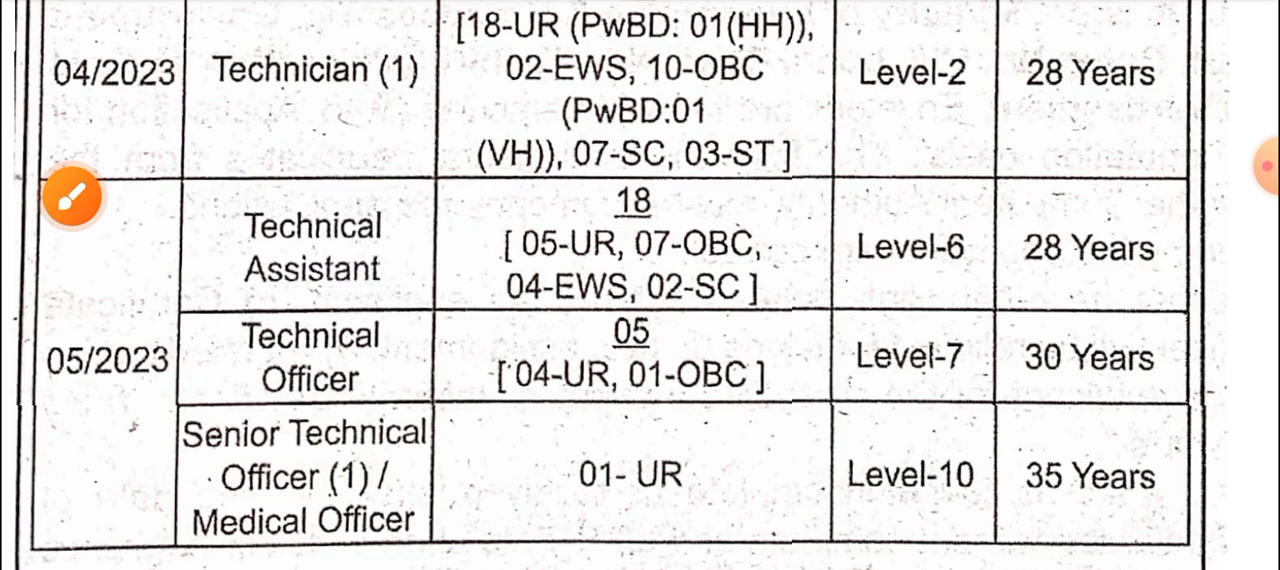 04/2023
Technician (1)
[18-UR (PwBD: 01(HH)),
02-EWS, 10-OBC
(PwBD:01
(VH)), 07-SC, 03-ST ]
Level-2
28 Years
05/2023
Technical
Assistant
18
[ 05-UR, 07-OBC,
04-EWS, 02-SC ]
Level-6
28 Years
Technical
Officer
05
[ 04-UR, 01-OBC ]
Level-7
30 Years
Senior Technical
Officer (1) /
Medical Officer
01- UR
Level-10
35 Years